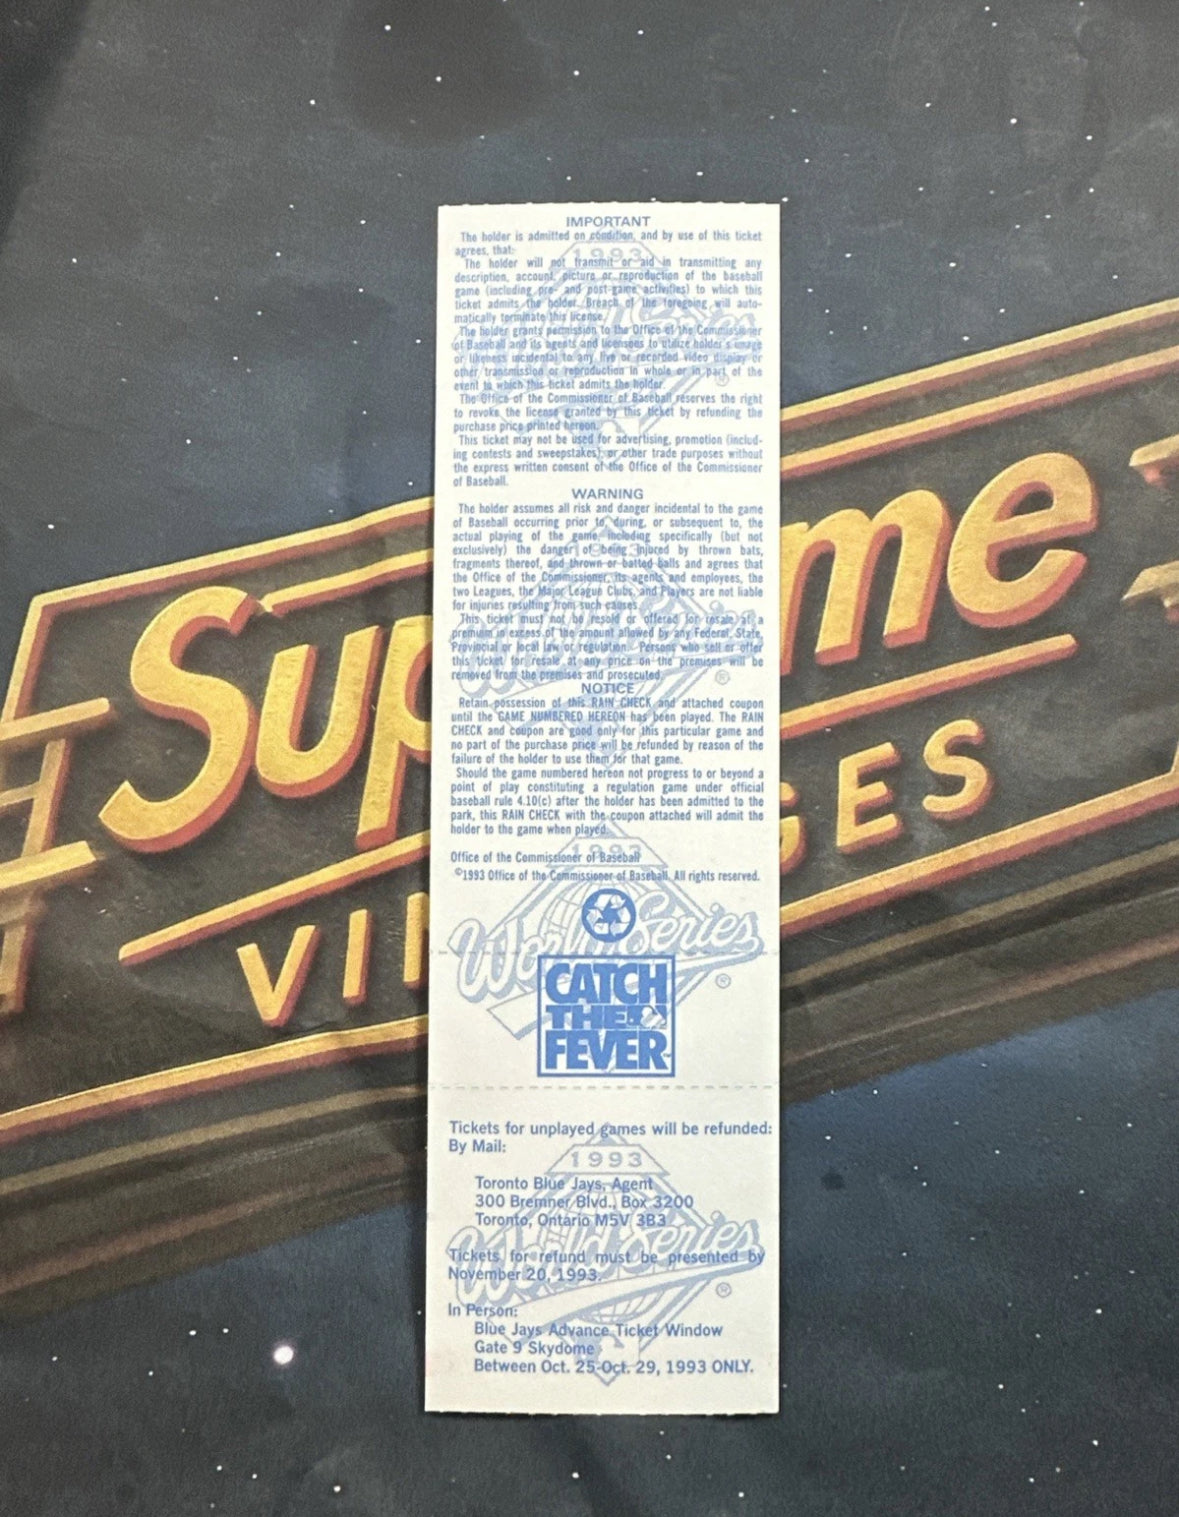 IMPORTANT
The holder is admitted on condition, and by use of this ticket
agrees, that:
The holder will not transmit or aid in transmitting any
description, account, picture or reproduction of the baseball
game (including pre- and post-game activities) to which this
ticket admits the holder. Breach of the foregoing will auto-
matically terminate this license.
The holder grants permission to the Office of the Commissioner
of Baseball and its agents and licensees to utilize holder's image
or likeness incidental to any live or recorded video display or
other transmission or reproduction in whole or in part of the
event to which this ticket admits the holder.
The Office of the Commissioner of Baseball reserves the right
to revoke the license granted by this ticket by refunding the
purchase price printed hereon.
This ticket may not be used for advertising, promotion (includ-
ing contests and sweepstakes) or other trade purposes without
the express written consent of the Office of the Commissioner
of Baseball.
WARNING
The holder assumes all risk and danger incidental to the game
of Baseball occurring prior to, during, or subsequent to, the
actual playing of the game, including specifically (but not
exclusively) the danger of being injured by thrown bats,
fragments thereof, and thrown or batted balls and agrees that
the Office of the Commissioner, its agents and employees, the
two Leagues, the Major League Clubs, and Players are not liable
for injuries resulting from such causes.
This ticket must not be resold or offered for resale at a
premium in excess of the amount allowed by any Federal, State,
Provincial or local law or regulation. Persons who sell or offer
this ticket for resale at any price on the premises will be
removed from the premises and prosecuted.
NOTICE
Retain possession of this RAIN CHECK and attached coupon
until the GAME NUMBERED HEREON has been played. The RAIN
CHECK and coupon are good only for this particular game and
no part of the purchase price will be refunded by reason of the
failure of the holder to use them for that game.
Should the game numbered hereon not progress to or beyond a
point of play constituting a regulation game under official
baseball rule 4.10(c) after the holder has been admitted to the
park, this RAIN CHECK with the coupon attached will admit the
holder to the game when played.
Office of the Commissioner of Baseball
©1993 Office of the Commissioner of Baseball. All rights reserved.
1993
World Series®
CATCH
THE
FEVER™
Tickets for unplayed games will be refunded:
By Mail:
1993
Toronto Blue Jays, Agent
300 Bremner Blvd., Box 3200
Toronto, Ontario M5V 3B3
World Series®
Tickets for refund must be presented by
November 20, 1993.
In Person:
Blue Jays Advance Ticket Window
Gate 9 Skydome
Between Oct. 25-Oct. 29, 1993 ONLY.